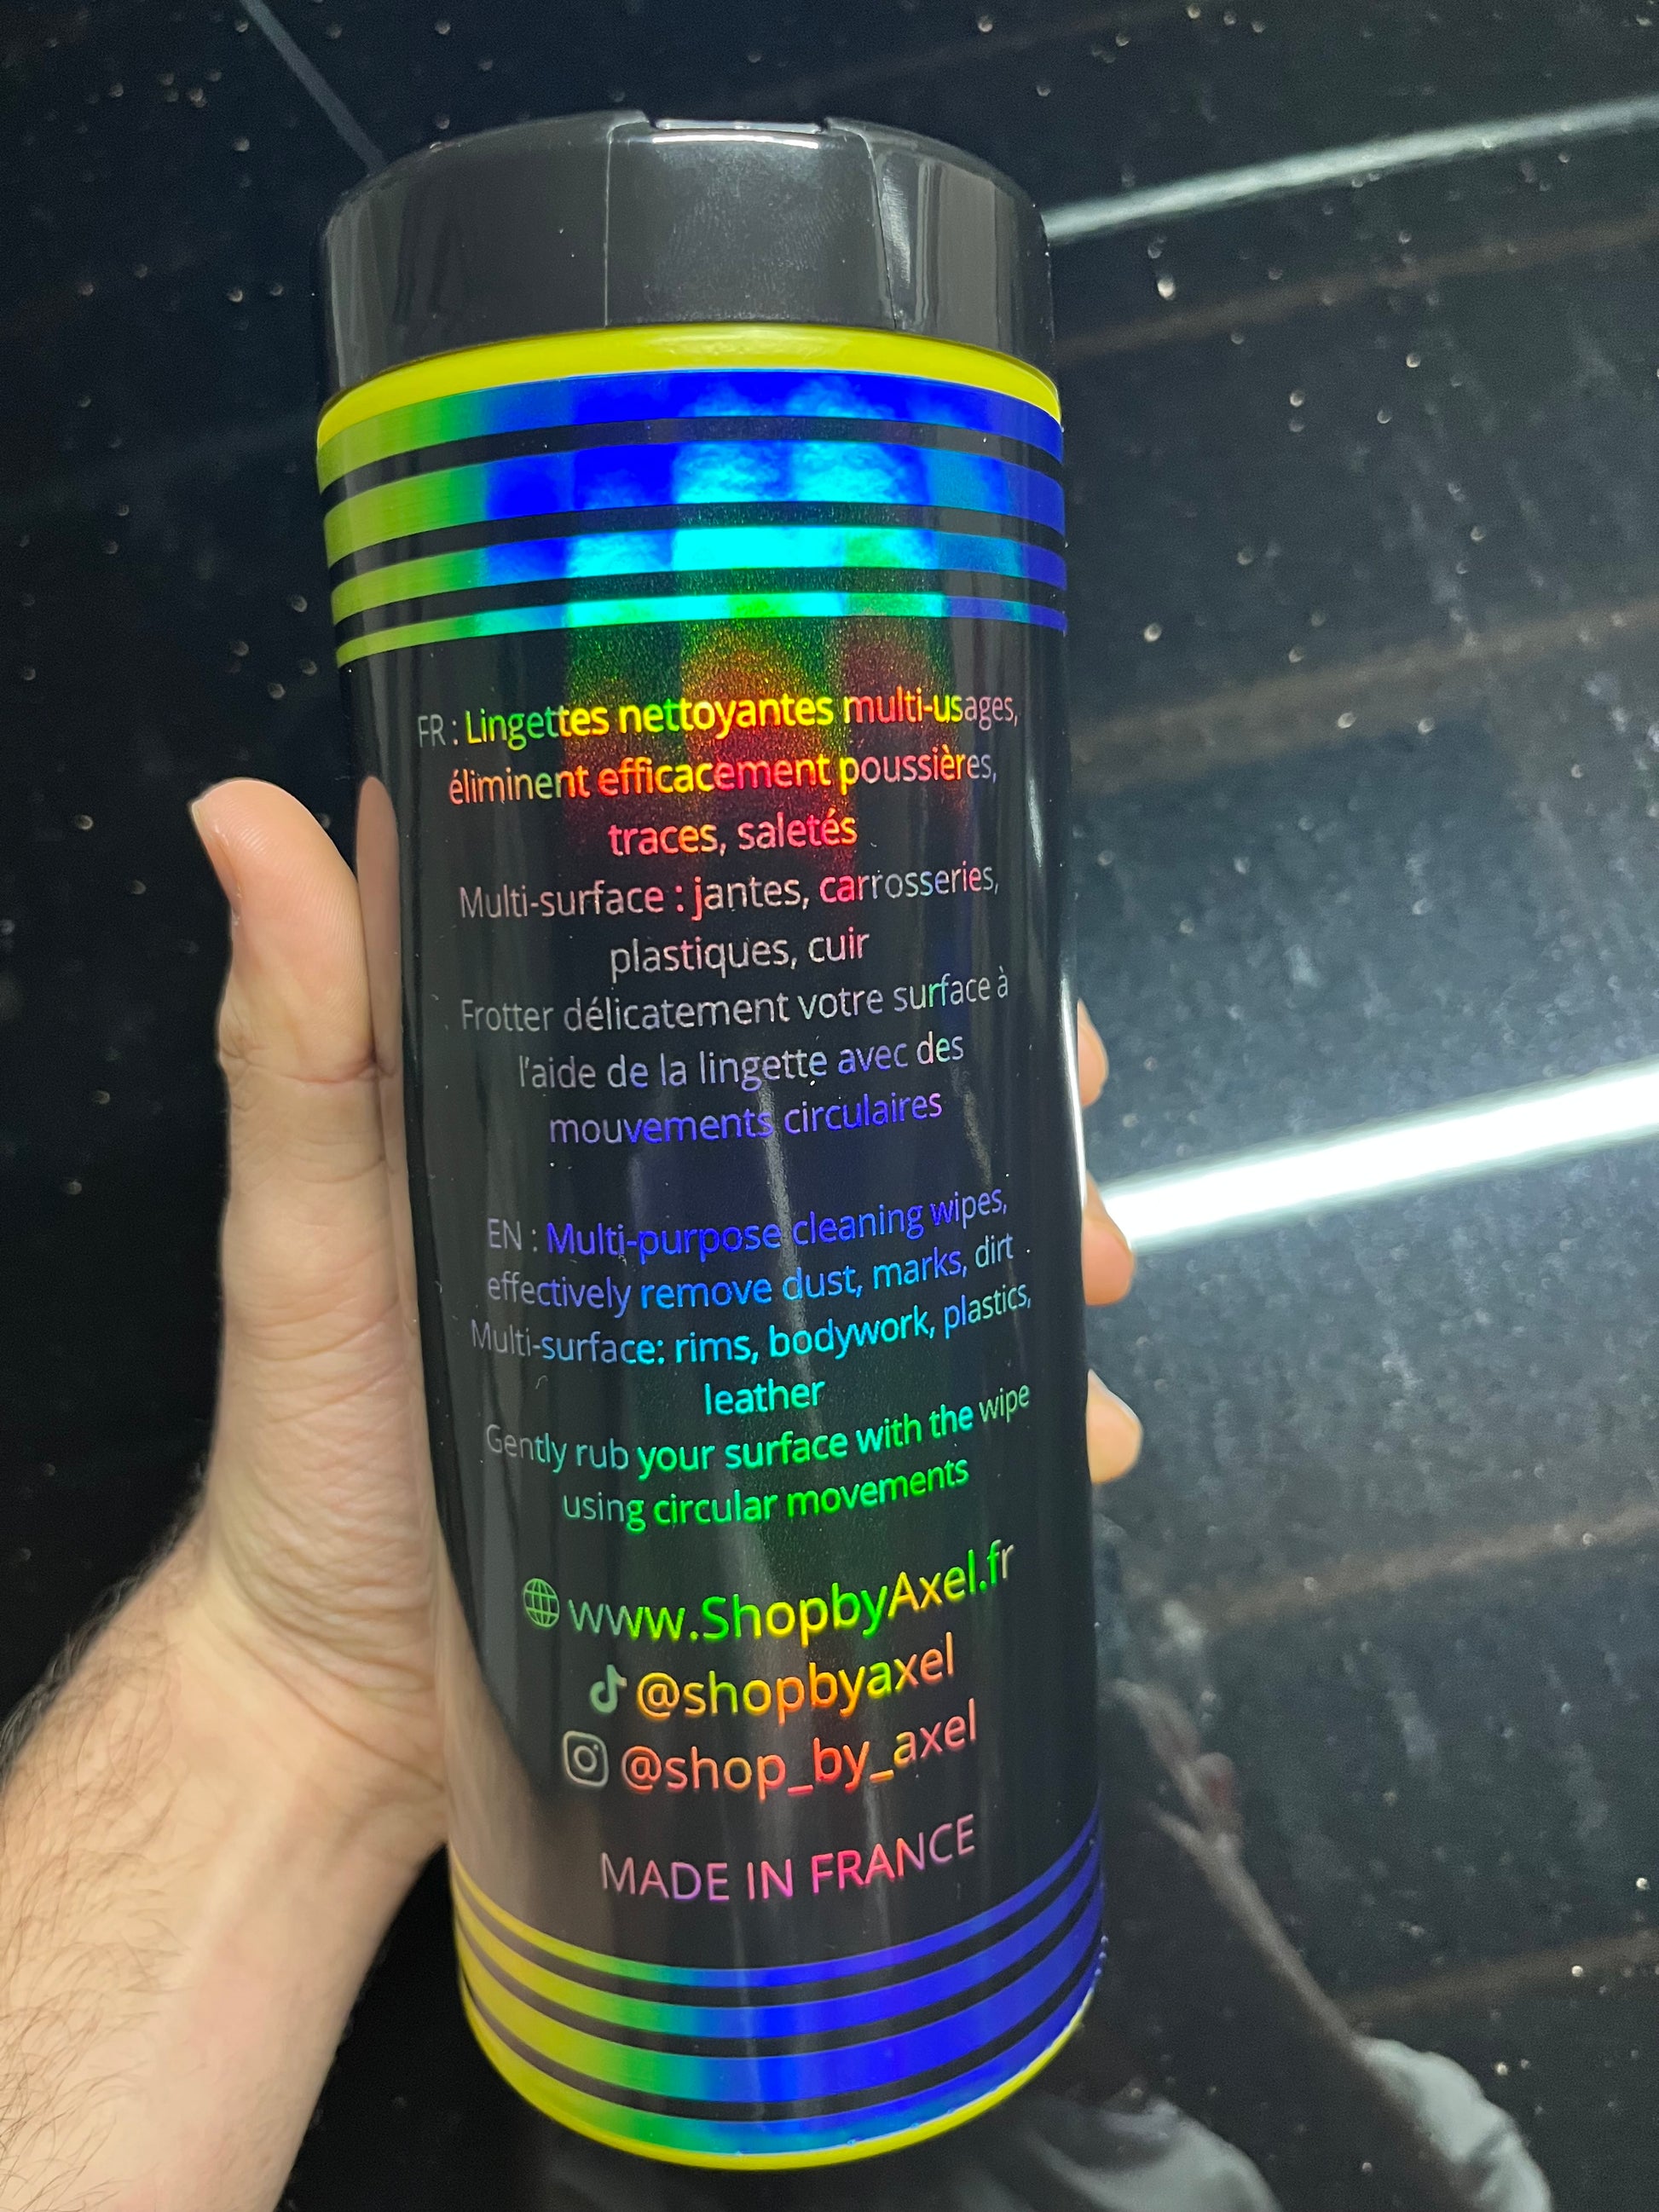 FR : Lingettes nettoyantes multi-usages,
éliminent efficacement poussières,
traces, saletés
Multi-surface : jantes, carrosseries,
plastiques, cuir
Frotter délicatement votre surface à
l'aide de la lingette avec des
mouvements circulaires
EN : Multi-purpose cleaning wipes,
effectively remove dust, marks, dirt .
Multi-surface: rims, bodywork, plastics,
leather
Gently rub your surface with the wipe
using circular movements
www.ShopbyAxel.fr
@shopbyaxel
@shop_by_axel
MADE IN FRANCE